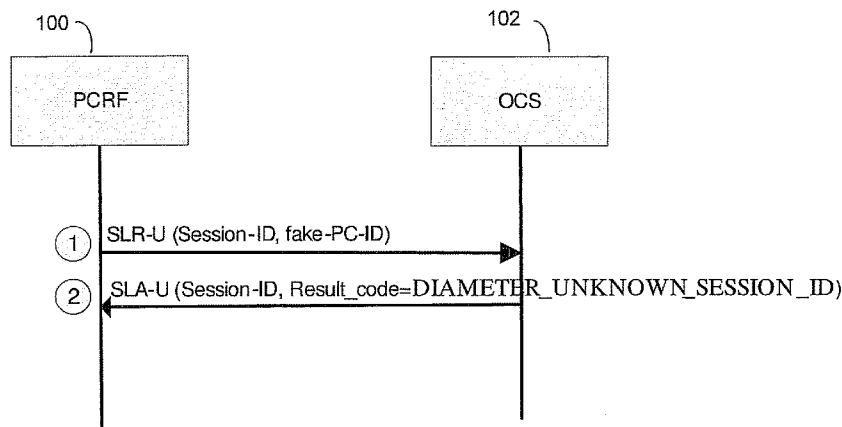 100
102
PCRF
OCS
1
SLR-U (Session-ID, fake-PC-ID)
2
SLA-U (Session-ID, Result_code=DIAMETER_UNKNOWN_SESSION_ID)